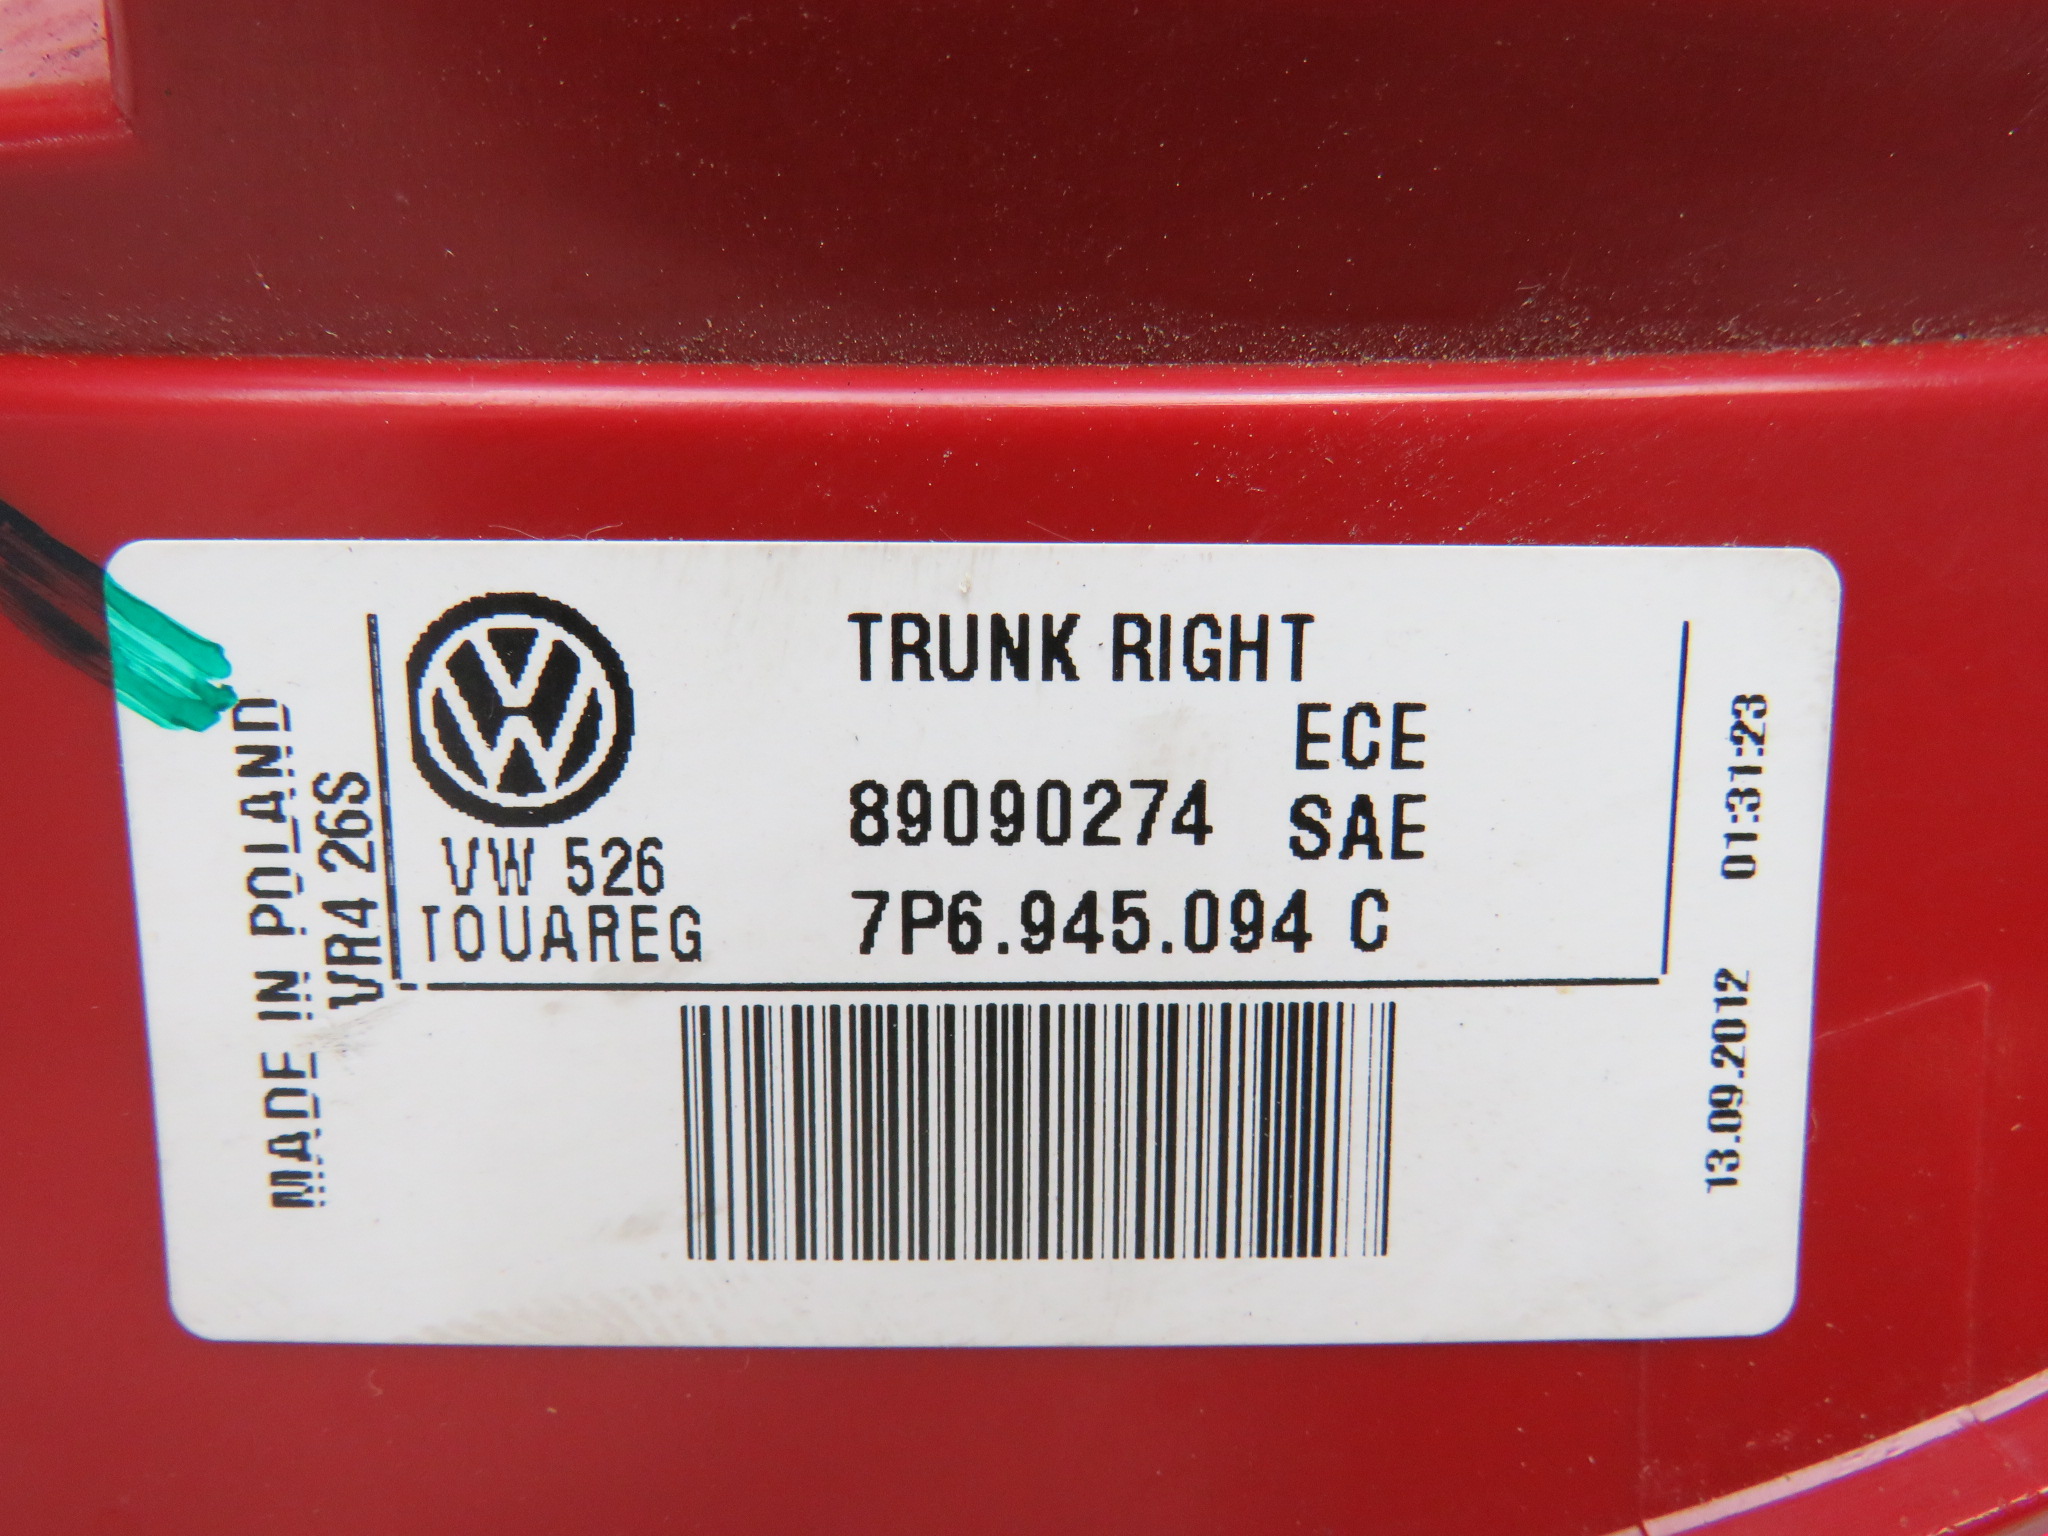 MADE IN POLAND
VR4 26S
VW 526
TOUAREG
TRUNK RIGHT
ECE
89090274 SAE
7P6.945.094 C
13.09.2012 01:31:23